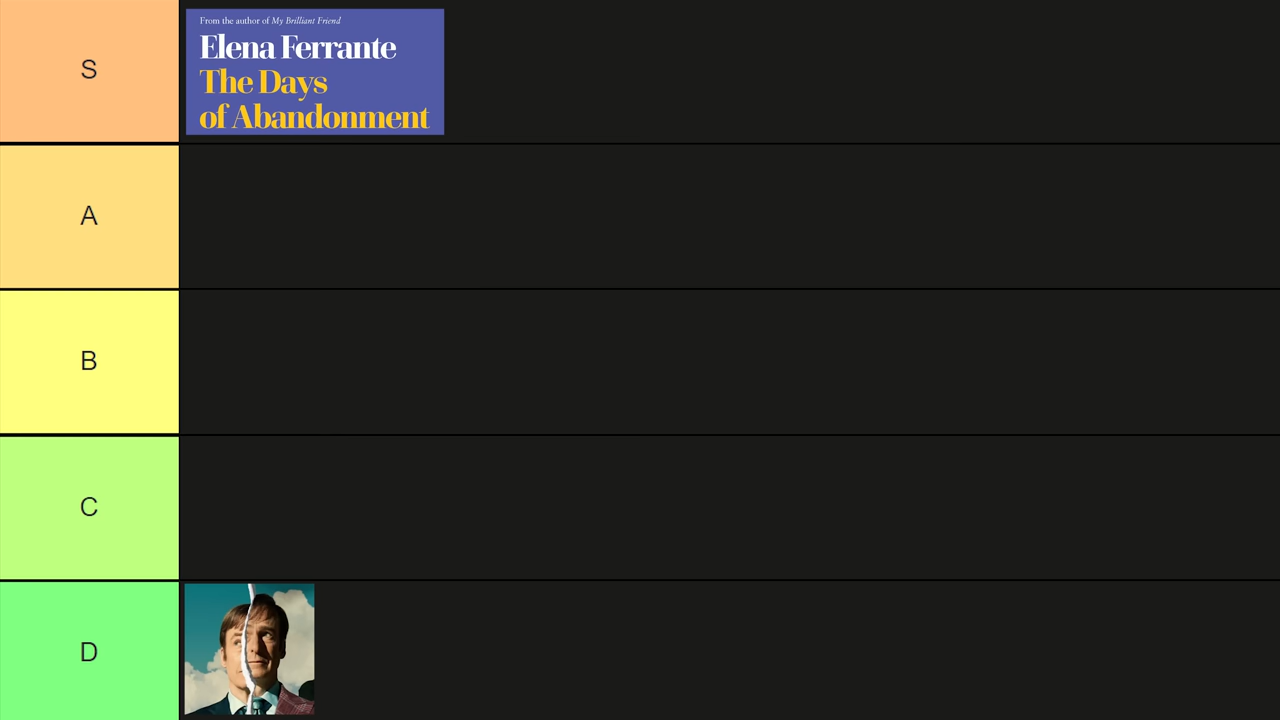 S
From the author of My Brilliant Friend
Elena Ferrante
The Days
of Abandonment
A
B
C
D